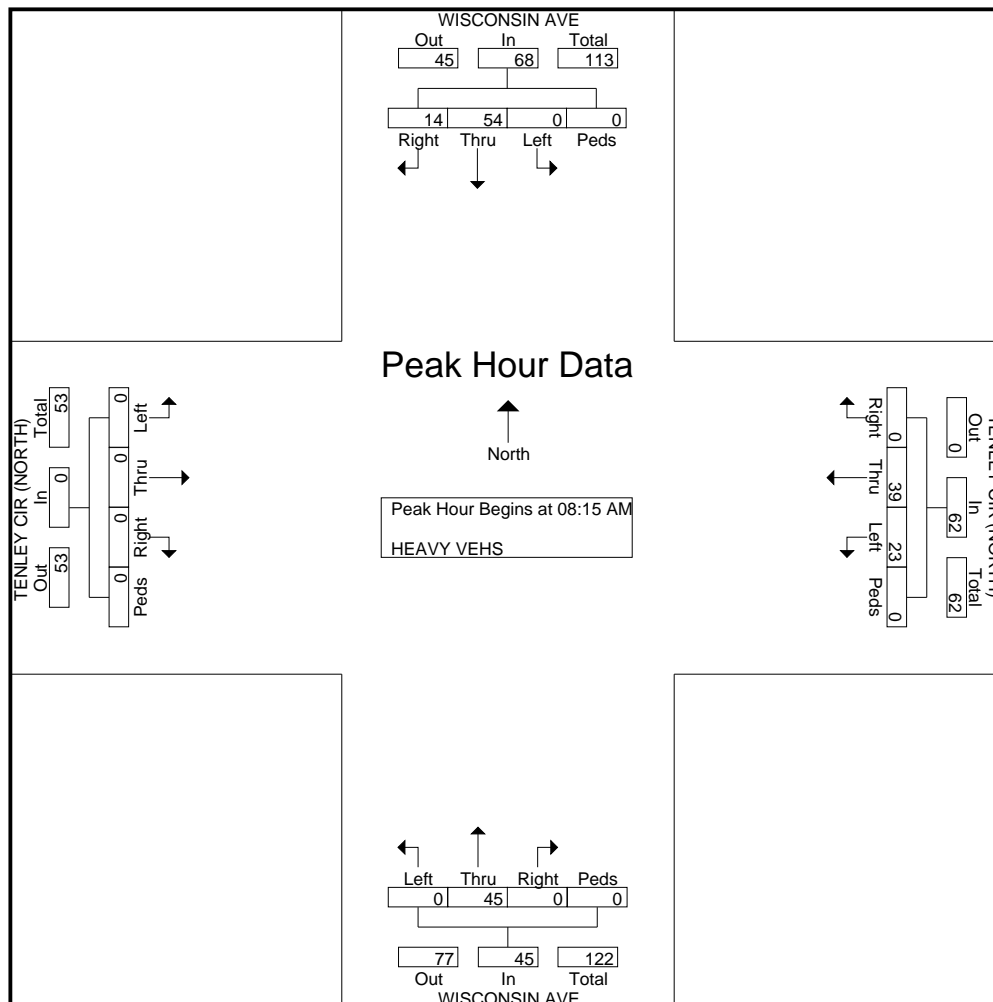 WISCONSIN AVE
Out In Total
45 68 113
14 54 0 0
Right Thru Left Peds
Peak Hour Data
North
Peak Hour Begins at 08:15 AM
HEAVY VEHS
TENLEY CIR (NORTH)
Out In Total
53 0 53
Left Thru Right Peds
0 0 0 0
TENLEY CIR (NORTH)
Out In Total
0 62 62
Right Thru Left Peds
0 39 23 0
Left Thru Right Peds
0 45 0 0
77 45 122
Out In Total
WISCONSIN AVE